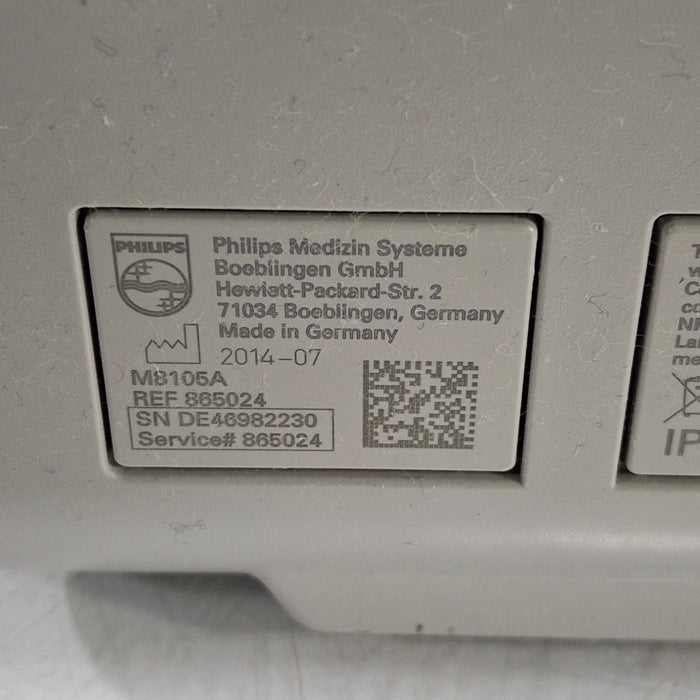 PHILIPS
Philips Medizin Systeme
Boeblingen GmbH
Hewlett-Packard-Str. 2
71034 Boeblingen, Germany
Made in Germany
2014-07
M8105A
REF 865024
SN DE46982230
Service# 865024
IP